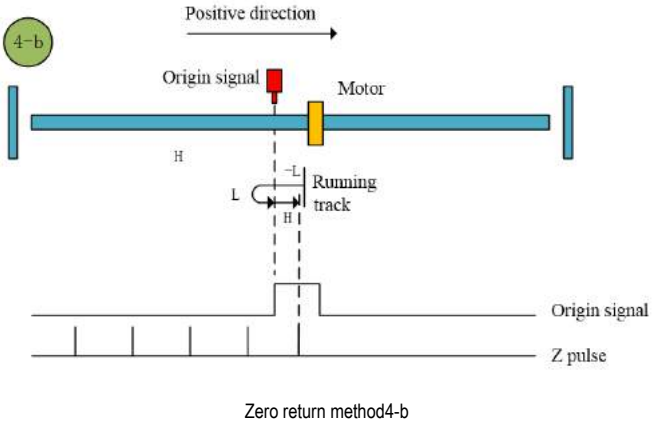 Positive direction
4-b
Origin signal
Motor
H
-L
Running
L
track
H
Origin signal
Z pulse
Zero return method4-b